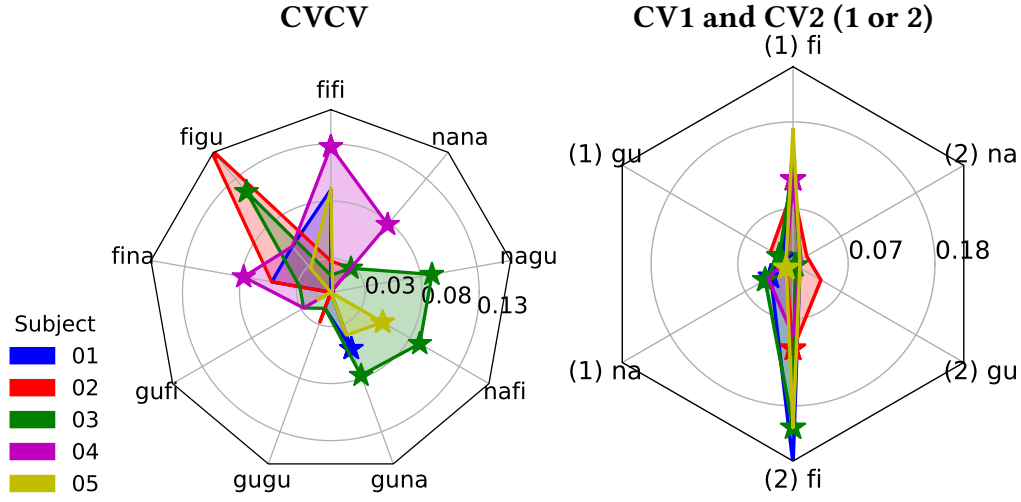 CVCV
CV1 and CV2 (1 or 2)
(1) fi
fifi
figu
nana
(1) gu
(2) na
fina
nagu
0.03
0.08
0.13
0.07
0.18
Subject
01
02
03
04
05
gufi
nafi
(1) na
(2) gu
gugu
guna
(2) fi